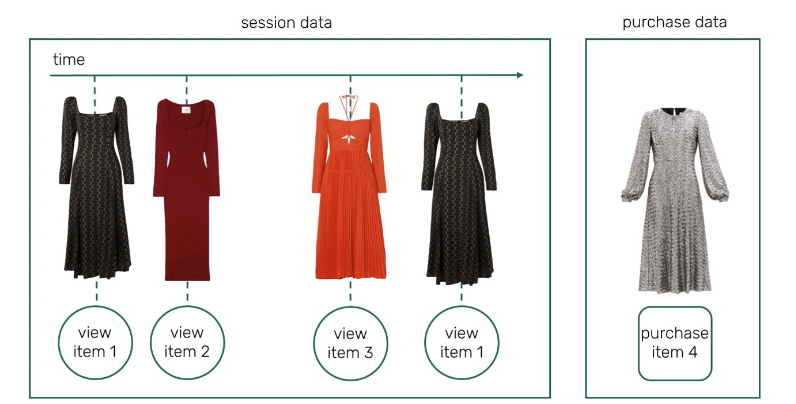 session data
purchase data
time
view
item 1
view
item 2
view
item 3
view
item 1
purchase
item 4